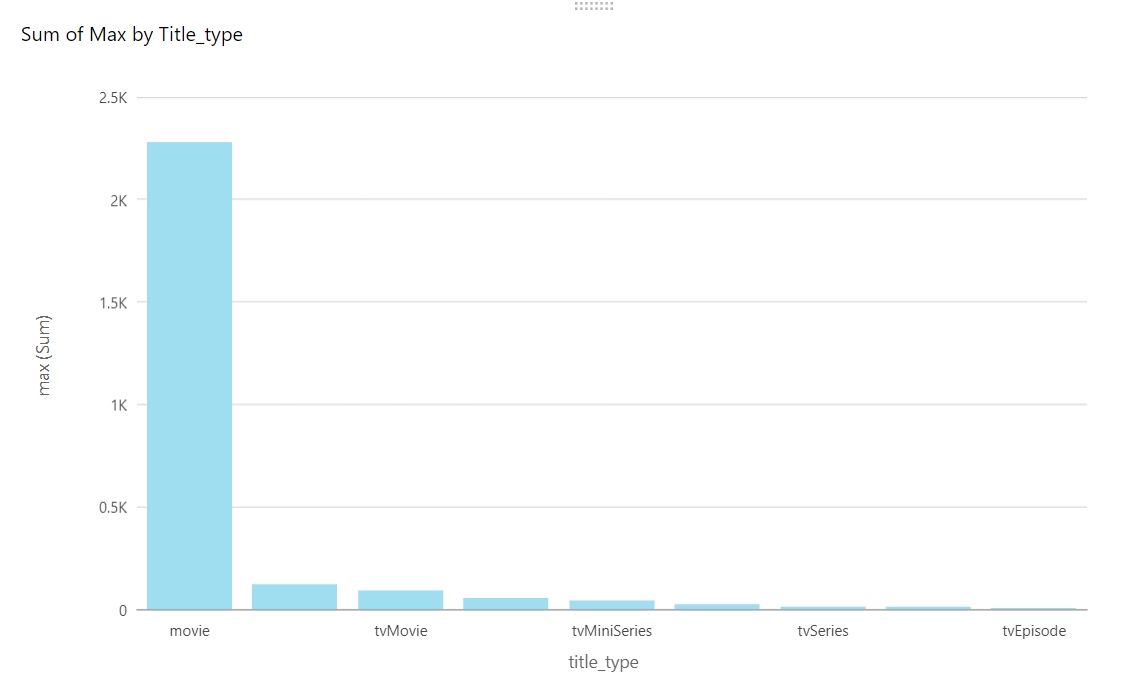 Sum of Max by Title_type
2.5K
2K
1.5K
1K
0.5K
0
max (Sum)
movie
tvMovie
tvMiniSeries
tvSeries
tvEpisode
title_type